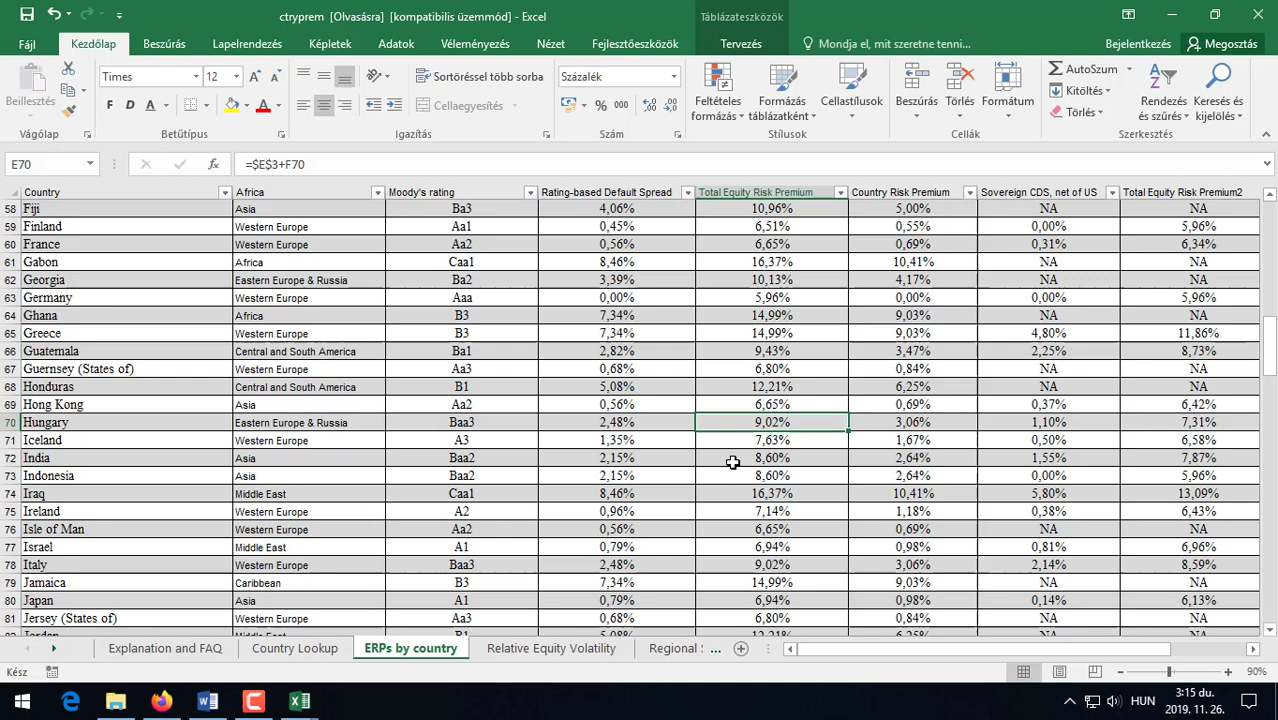 ctryprem [Olvasásra] [kompatibilis üzemmód] - Excel
Táblázateszközök
Fájl Kezdőlap Beszúrás Lapelrendezés Képletek Adatok Véleményezés Nézet Fejlesztőeszközök Tervezés Mondja el, mit szeretne tenni... Bejelentkezés Megosztás
Beillesztés
Times 12
Sortöréssel több sorba
Cellaegyesítés
Százalék
Feltételes formázás
Formázás táblázatként
Cellastílusok
Beszúrás Törlés Formátum
AutoSzum
Kitöltés
Törlés
Rendezés és szűrés
Keresés és kijelölés
Vágólap Betűtípus Igazítás Szám Stílusok Cellák Szerkesztés
E70 fx =$E$3+F70
Country Africa Moody's rating Rating-based Default Spread Total Equity Risk Premium Country Risk Premium Sovereign CDS, net of US Total Equity Risk Premium2
58 Fiji Asia Ba3 4,06% 10,96% 5,00% NA NA
59 Finland Western Europe Aa1 0,45% 6,51% 0,55% 0,00% 5,96%
60 France Western Europe Aa2 0,56% 6,65% 0,69% 0,31% 6,34%
61 Gabon Africa Caa1 8,46% 16,37% 10,41% NA NA
62 Georgia Eastern Europe & Russia Ba2 3,39% 10,13% 4,17% NA NA
63 Germany Western Europe Aaa 0,00% 5,96% 0,00% 0,00% 5,96%
64 Ghana Africa B3 7,34% 14,99% 9,03% NA NA
65 Greece Western Europe B3 7,34% 14,99% 9,03% 4,80% 11,86%
66 Guatemala Central and South America Ba1 2,82% 9,43% 3,47% 2,25% 8,73%
67 Guernsey (States of) Western Europe Aa3 0,68% 6,80% 0,84% NA NA
68 Honduras Central and South America B1 5,08% 12,21% 6,25% NA NA
69 Hong Kong Asia Aa2 0,56% 6,65% 0,69% 0,37% 6,42%
70 Hungary Eastern Europe & Russia Baa3 2,48% 9,02% 3,06% 1,10% 7,31%
71 Iceland Western Europe A3 1,35% 7,63% 1,67% 0,50% 6,58%
72 India Asia Baa2 2,15% 8,60% 2,64% 1,55% 7,87%
73 Indonesia Asia Baa2 2,15% 8,60% 2,64% 0,00% 5,96%
74 Iraq Middle East Caa1 8,46% 16,37% 10,41% 5,80% 13,09%
75 Ireland Western Europe A2 0,96% 7,14% 1,18% 0,38% 6,43%
76 Isle of Man Western Europe Aa2 0,56% 6,65% 0,69% NA NA
77 Israel Middle East A1 0,79% 6,94% 0,98% 0,81% 6,96%
78 Italy Western Europe Baa3 2,48% 9,02% 3,06% 2,14% 8,59%
79 Jamaica Caribbean B3 7,34% 14,99% 9,03% NA NA
80 Japan Asia A1 0,79% 6,94% 0,98% 0,14% 6,13%
81 Jersey (States of) Western Europe Aa3 0,68% 6,80% 0,84% NA NA
82 Jordan Middle East B1 5,08% 12,21% 6,25% NA NA
Explanation and FAQ Country Lookup ERPs by country Relative Equity Volatility Regional ...
Kész 90%
HUN 3:15 du.
2019. 11. 26.